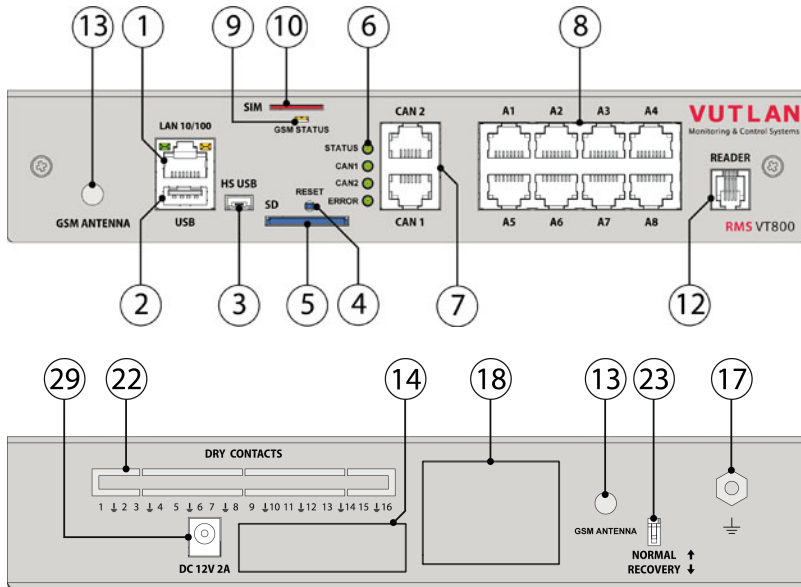 13 1 9 10 6 8
SIM
LAN 10/100
GSM STATUS
CAN 2
A1 A2 A3 A4
VUTLAN
Monitoring & Control Systems
STATUS
CAN1
CAN2
ERROR
READER
HS USB
RESET
SD
GSM ANTENNA
USB
CAN 1
A5 A6 A7 A8
RMS VT800
2 3 5 4 7 12
29 22 14 18 13 23 17
DRY CONTACTS
1 2 3 4 5 6 7 8 9 10 11 12 13 14 15 16
GSM ANTENNA
DC 12V 2A
NORMAL ↑
RECOVERY ↓